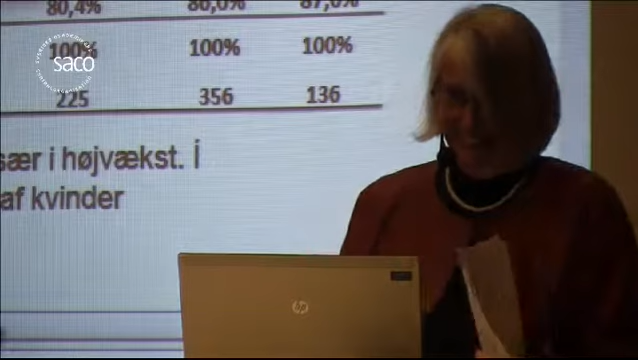 80,4% 86,0% 87,0%
100% 100% 100%
225 356 136
sær i højvækst. Í
af kvinder
saco
hp